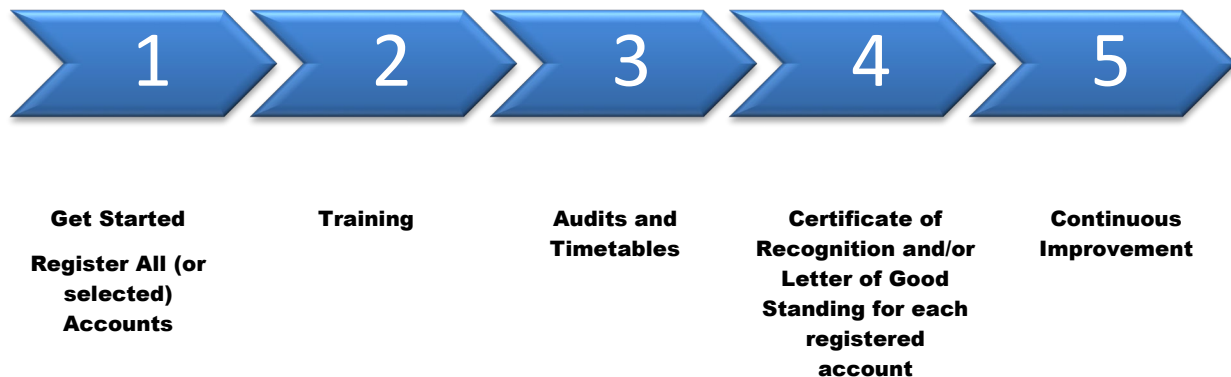 1
2
3
4
5
Get Started
Register All (or
selected)
Accounts
Training
Audits and
Timetables
Certificate of
Recognition and/or
Letter of Good
Standing for each
registered
account
Continuous
Improvement